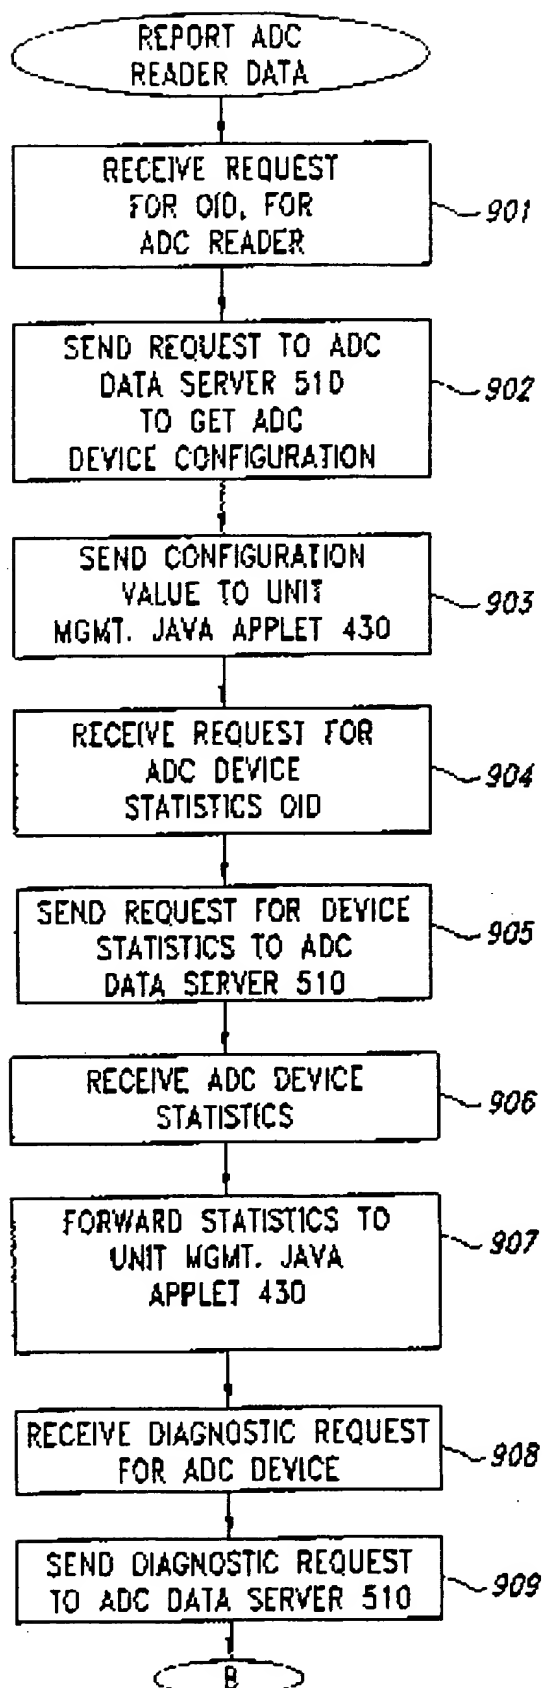 REPORT ADC
READER DATA
RECEIVE REQUEST
FOR OID, FOR
ADC READER
901
SEND REQUEST TO ADC
DATA SERVER 510
TO GET ADC
DEVICE CONFIGURATION
902
SEND CONFIGURATION
VALUE TO UNIT
MGMT. JAVA APPLET 430
903
RECEIVE REQUEST FOR
ADC DEVICE
STATISTICS OID
904
SEND REQUEST FOR DEVICE
STATISTICS TO ADC
DATA SERVER 510
905
RECEIVE ADC DEVICE
STATISTICS
906
FORWARD STATISTICS TO
UNIT MGMT. JAVA
APPLET 430
907
RECEIVE DIAGNOSTIC REQUEST
FOR ADC DEVICE
908
SEND DIAGNOSTIC REQUEST
TO ADC DATA SERVER 510
909
B